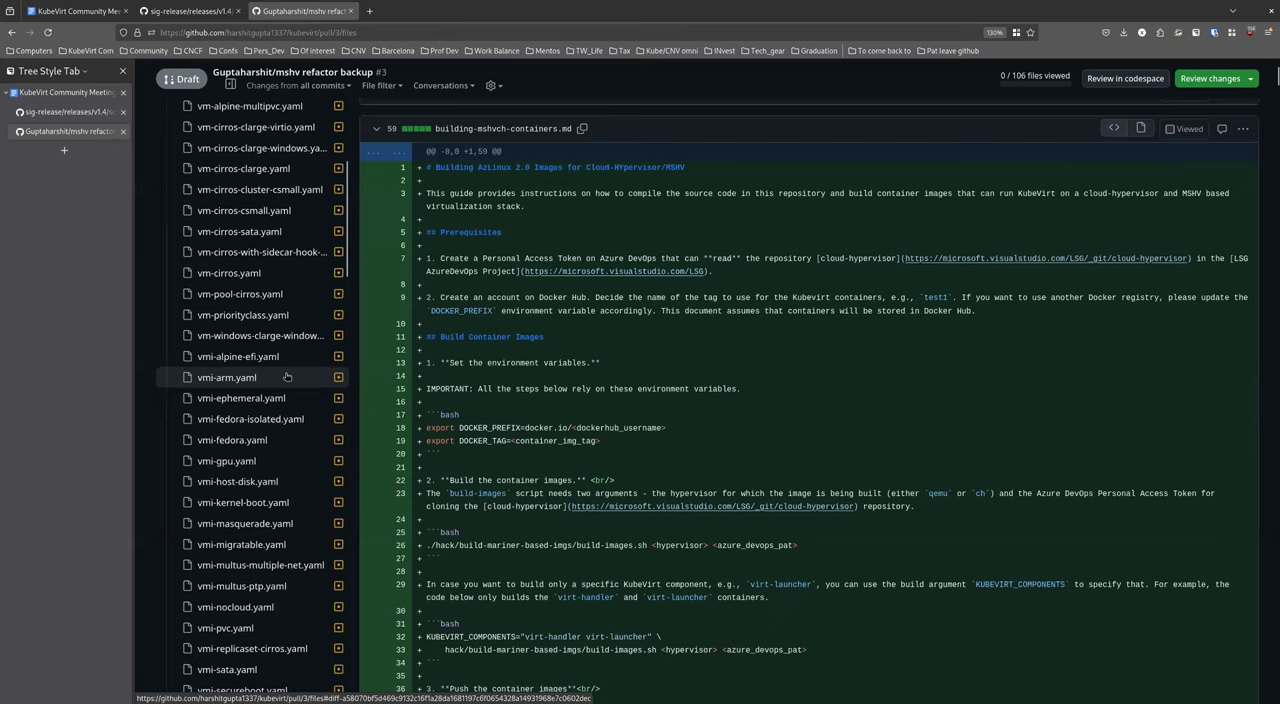 KubeVirt Community Mee
sig-release/releases/v1.4/
Guptaharshit/mshv refact
https://github.com/harshitgupta1337/kubevirt/pull/3/files
130%
Computers
KubeVirt Com
Community
CNCF
Confs
Pers_Dev
Of interest
CNV
Barcelona
Prof Dev
Work Balance
Mentos
TW_Life
Tax
Kube/CNV omni
INvest
Tech_gear
Graduation
To come back to
Pat leave github
Tree Style Tab
KubeVirt Community Meeting
sig-release/releases/v1.4/s
Guptaharshit/mshv refactor
Draft
Guptaharshit/mshv refactor backup #3
Changes from all commits
File filter
Conversations
0 / 106 files viewed
Review in codespace
Review changes
vm-alpine-multipvc.yaml
vm-cirros-clarge-virtio.yaml
vm-cirros-clarge-windows.ya...
vm-cirros-clarge.yaml
vm-cirros-cluster-csmall.yaml
vm-cirros-csmall.yaml
vm-cirros-sata.yaml
vm-cirros-with-sidecar-hook-...
vm-cirros.yaml
vm-pool-cirros.yaml
vm-priorityclass.yaml
vm-windows-clarge-window...
vmi-alpine-efi.yaml
vmi-arm.yaml
vmi-ephemeral.yaml
vmi-fedora-isolated.yaml
vmi-fedora.yaml
vmi-gpu.yaml
vmi-host-disk.yaml
vmi-kernel-boot.yaml
vmi-masquerade.yaml
vmi-migratable.yaml
vmi-multus-multiple-net.yaml
vmi-multus-ptp.yaml
vmi-nocloud.yaml
vmi-pvc.yaml
vmi-replicaset-cirros.yaml
vmi-sata.yaml
vmi-secureboot.yaml
59 building-mshvch-containers.md
Viewed
... ... @@ -0,0 +1,59 @@
1 + # Building AzLinux 2.0 Images for Cloud-HYpervisor/MSHV
2 +
3 + This guide provides instructions on how to compile the source code in this repository and build container images that can run KubeVirt on a cloud-hypervisor and MSHV based
virtualization stack.
4 +
5 + ## Prerequisites
6 +
7 + 1. Create a Personal Access Token on Azure DevOps that can **read** the repository [cloud-hypervisor](https://microsoft.visualstudio.com/LSG/_git/cloud-hypervisor) in the [LSG
AzureDevOps Project](https://microsoft.visualstudio.com/LSG).
8 +
9 + 2. Create an account on Docker Hub. Decide the name of the tag to use for the Kubevirt containers, e.g., `test1`. If you want to use another Docker registry, please update the
`DOCKER_PREFIX` environment variable accordingly. This document assumes that containers will be stored in Docker Hub.
10 +
11 + ## Build Container Images
12 +
13 + 1. **Set the environment variables.**
14 +
15 + IMPORTANT: All the steps below rely on these environment variables.
16 +
17 + ```bash
18 + export DOCKER_PREFIX=docker.io/<dockerhub_username>
19 + export DOCKER_TAG=<container_img_tag>
20 + ```
21 +
22 + 2. **Build the container images.** <br/>
23 + The `build-images` script needs two arguments - the hypervisor for which the image is being built (either `qemu` or `ch`) and the Azure DevOps Personal Access Token for
cloning the [cloud-hypervisor](https://microsoft.visualstudio.com/LSG/_git/cloud-hypervisor) repository.
24 +
25 + ```bash
26 + ./hack/build-mariner-based-imgs/build-images.sh <hypervisor> <azure_devops_pat>
27 + ```
28 +
29 + In case you want to build only a specific KubeVirt component, e.g., `virt-launcher`, you can use the build argument `KUBEVIRT_COMPONENTS` to specify that. For example, the
code below only builds the `virt-handler` and `virt-launcher` containers.
30 +
31 + ```bash
32 + KUBEVIRT_COMPONENTS="virt-handler virt-launcher" \
33 + hack/build-mariner-based-imgs/build-images.sh <hypervisor> <azure_devops_pat>
34 + ```
35 +
36 + 3. **Push the container images**<br/>